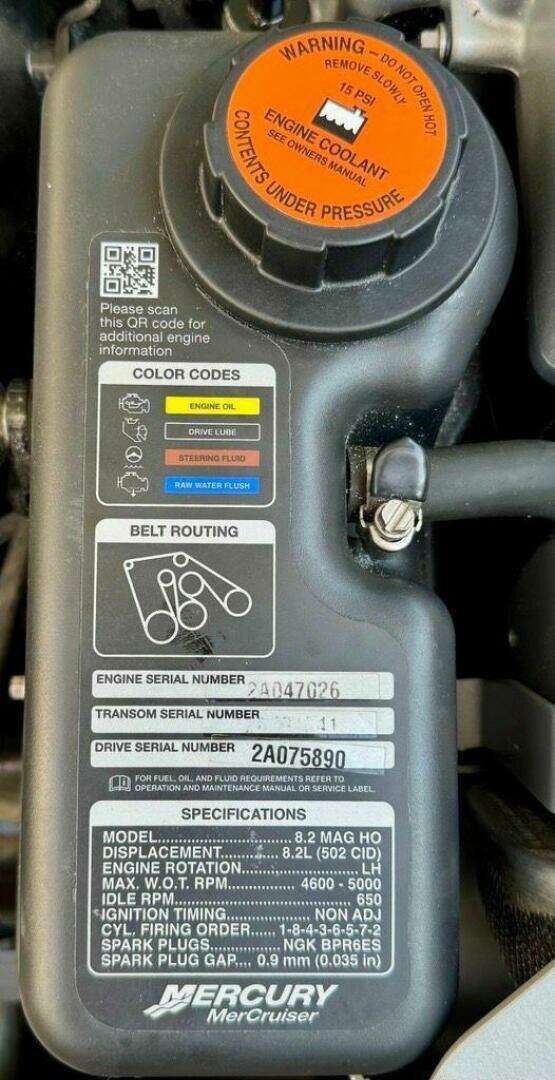 WARNING – DO NOT OPEN HOT
REMOVE SLOWLY
15 PSI
ENGINE COOLANT
SEE OWNERS MANUAL
CONTENTS UNDER PRESSURE
Please scan
this QR code for
additional engine
information
COLOR CODES
ENGINE OIL
DRIVE LUBE
STEERING FLUID
RAW WATER FLUSH
BELT ROUTING
ENGINE SERIAL NUMBER 2A047026
TRANSOM SERIAL NUMBER
DRIVE SERIAL NUMBER 2A075890
FOR FUEL, OIL, AND FLUID REQUIREMENTS REFER TO
OPERATION AND MAINTENANCE MANUAL OR SERVICE LABEL.
SPECIFICATIONS
MODEL........................ 8.2 MAG HO
DISPLACEMENT............ 8.2L (502 CID)
ENGINE ROTATION....................... LH
MAX. W.O.T. RPM.............. 4600 - 5000
IDLE RPM................................ 650
IGNITION TIMING................ NON ADJ
CYL. FIRING ORDER..... 1-8-4-3-6-5-7-2
SPARK PLUGS................ NGK BPR6ES
SPARK PLUG GAP.... 0.9 mm (0.035 in)
MERCURY
MerCruiser